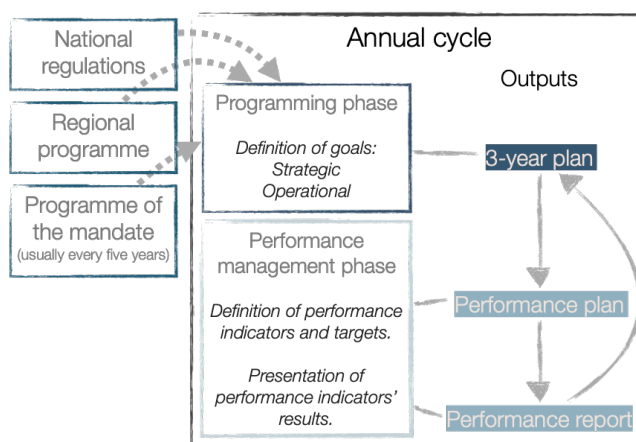 National
regulations
Regional
programme
Programme of
the mandate
(usually every five years)
Annual cycle
Outputs
Programming phase
Definition of goals:
Strategic
Operational
3-year plan
Performance
management phase
Definition of performance
indicators and targets.
Presentation of
performance indicators'
results.
Performance plan
Performance report